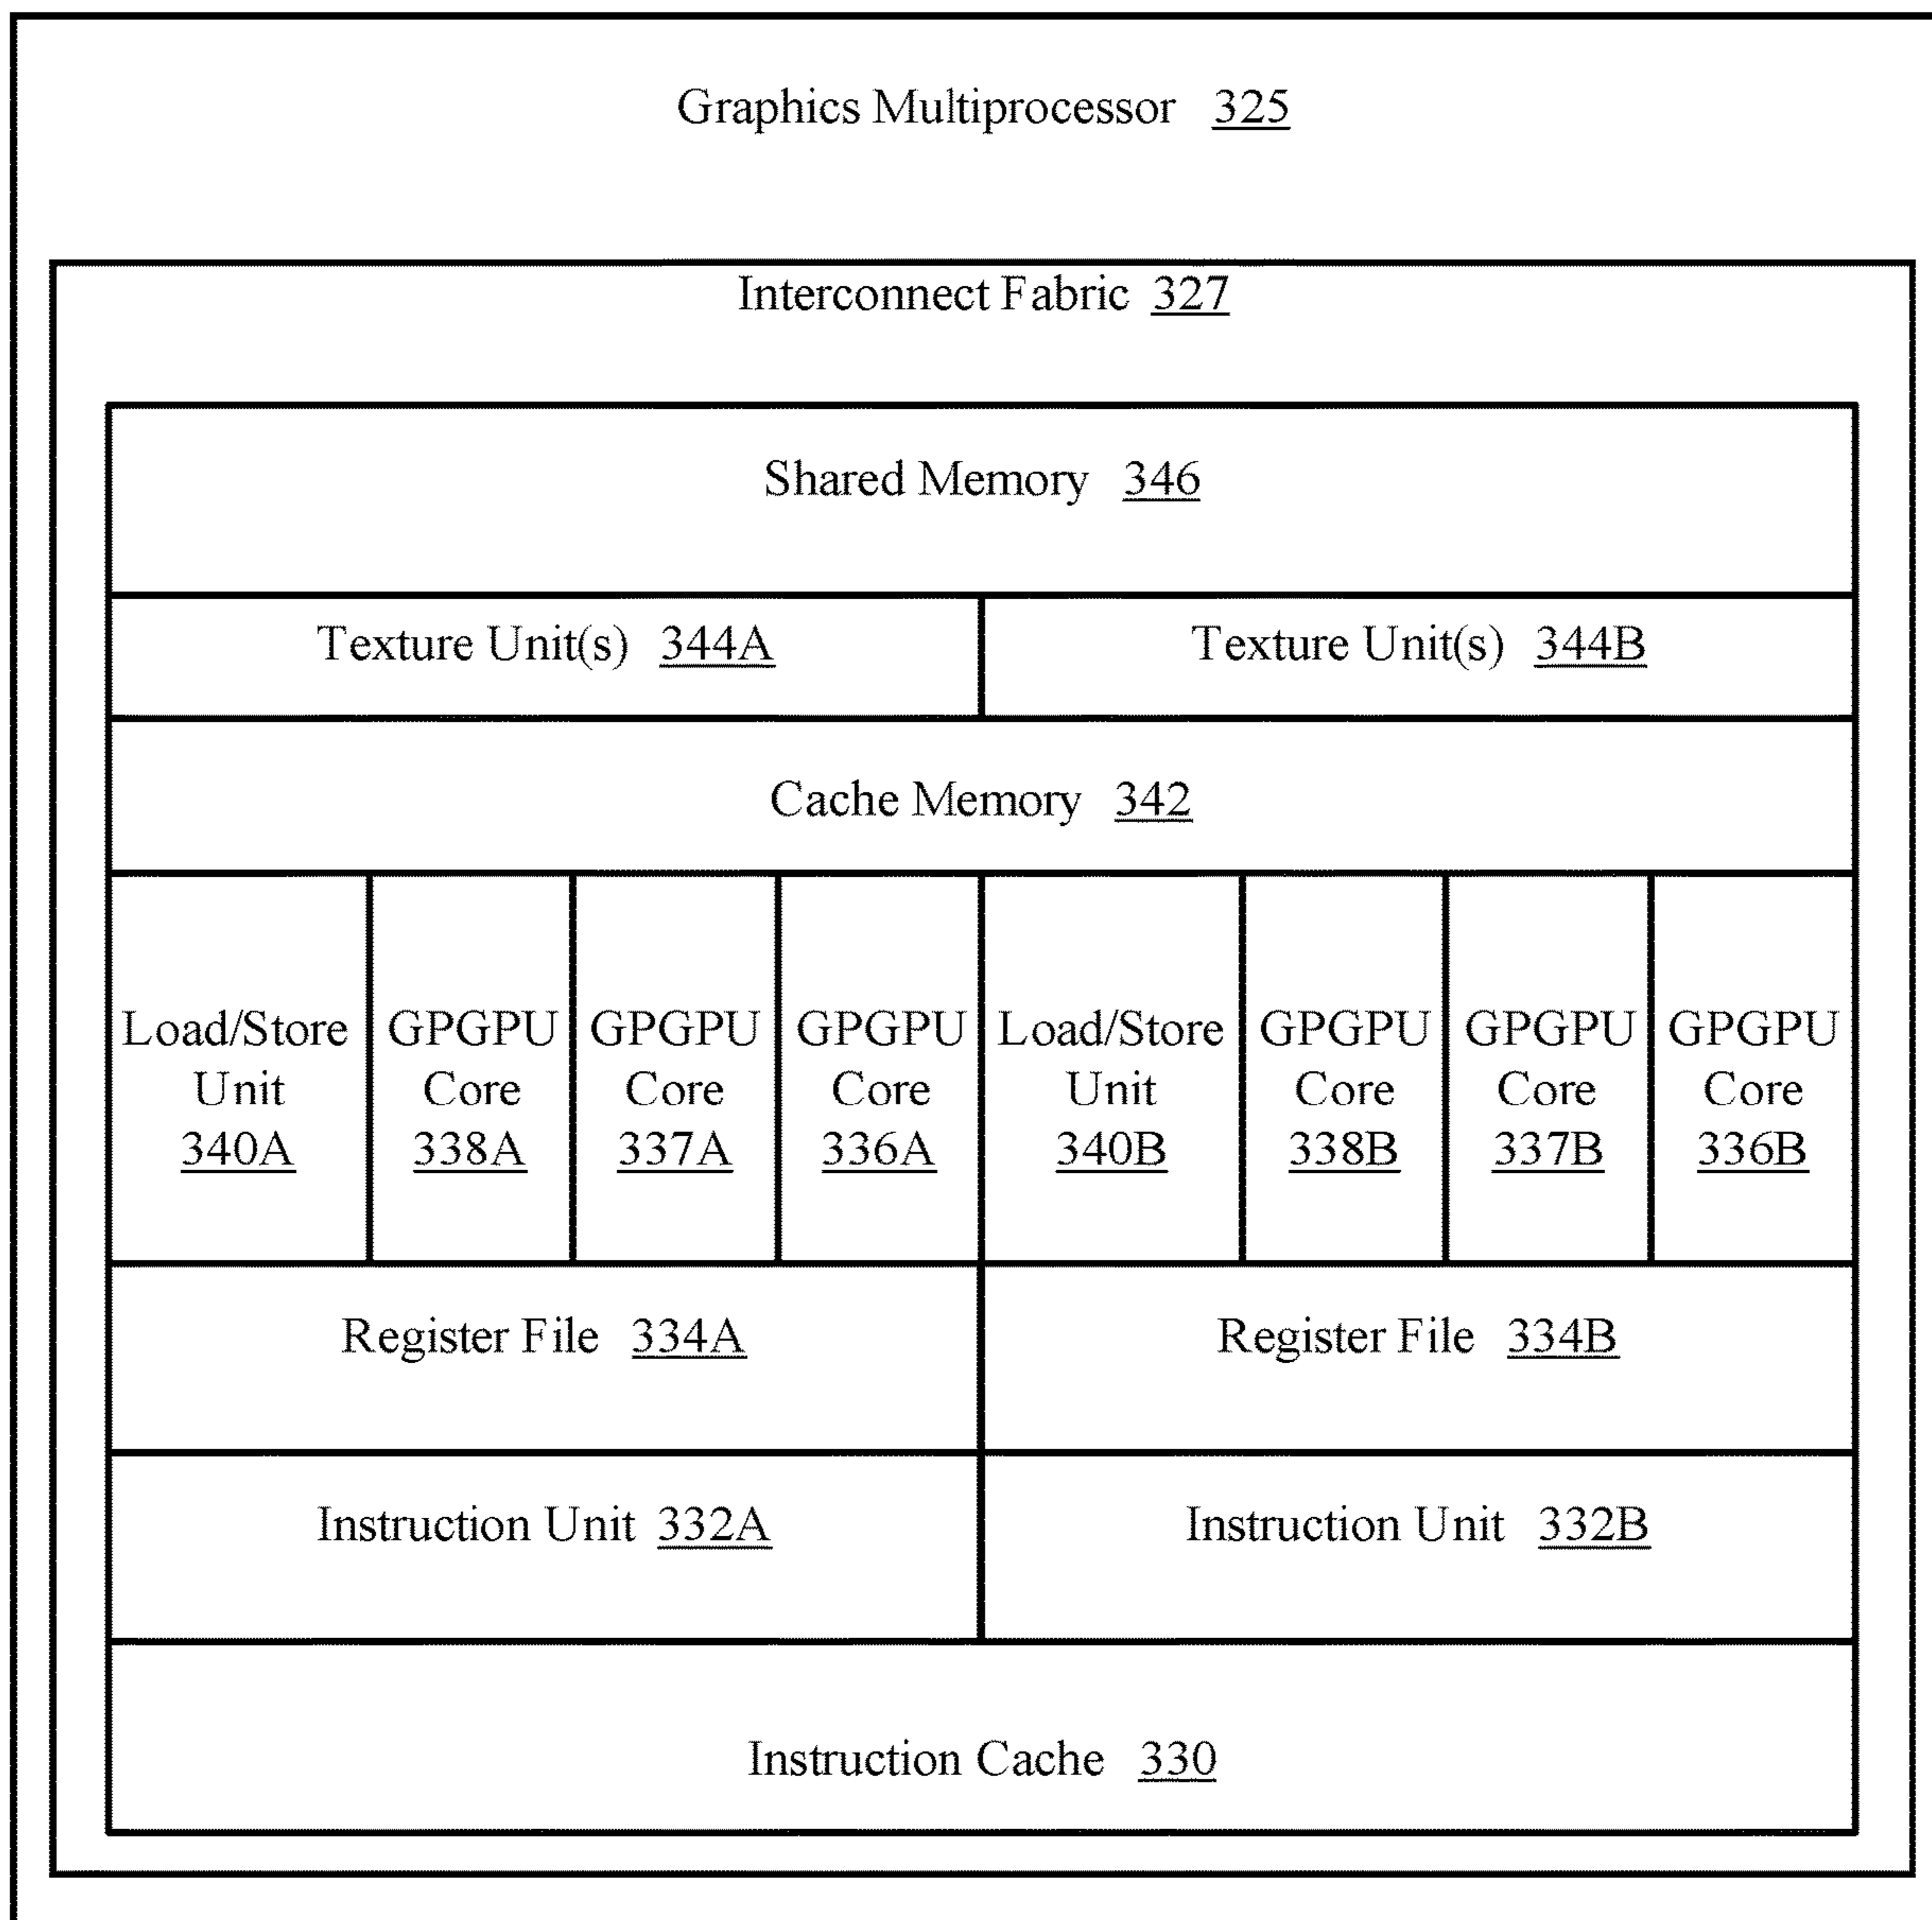 Graphics Multiprocessor 325
Interconnect Fabric 327
Shared Memory 346
Texture Unit(s) 344A
Texture Unit(s) 344B
Cache Memory 342
Load/Store
Unit
340A
GPGPU
Core
338A
GPGPU
Core
337A
GPGPU
Core
336A
Load/Store
Unit
340B
GPGPU
Core
338B
GPGPU
Core
337B
GPGPU
Core
336B
Register File 334A
Register File 334B
Instruction Unit 332A
Instruction Unit 332B
Instruction Cache 330